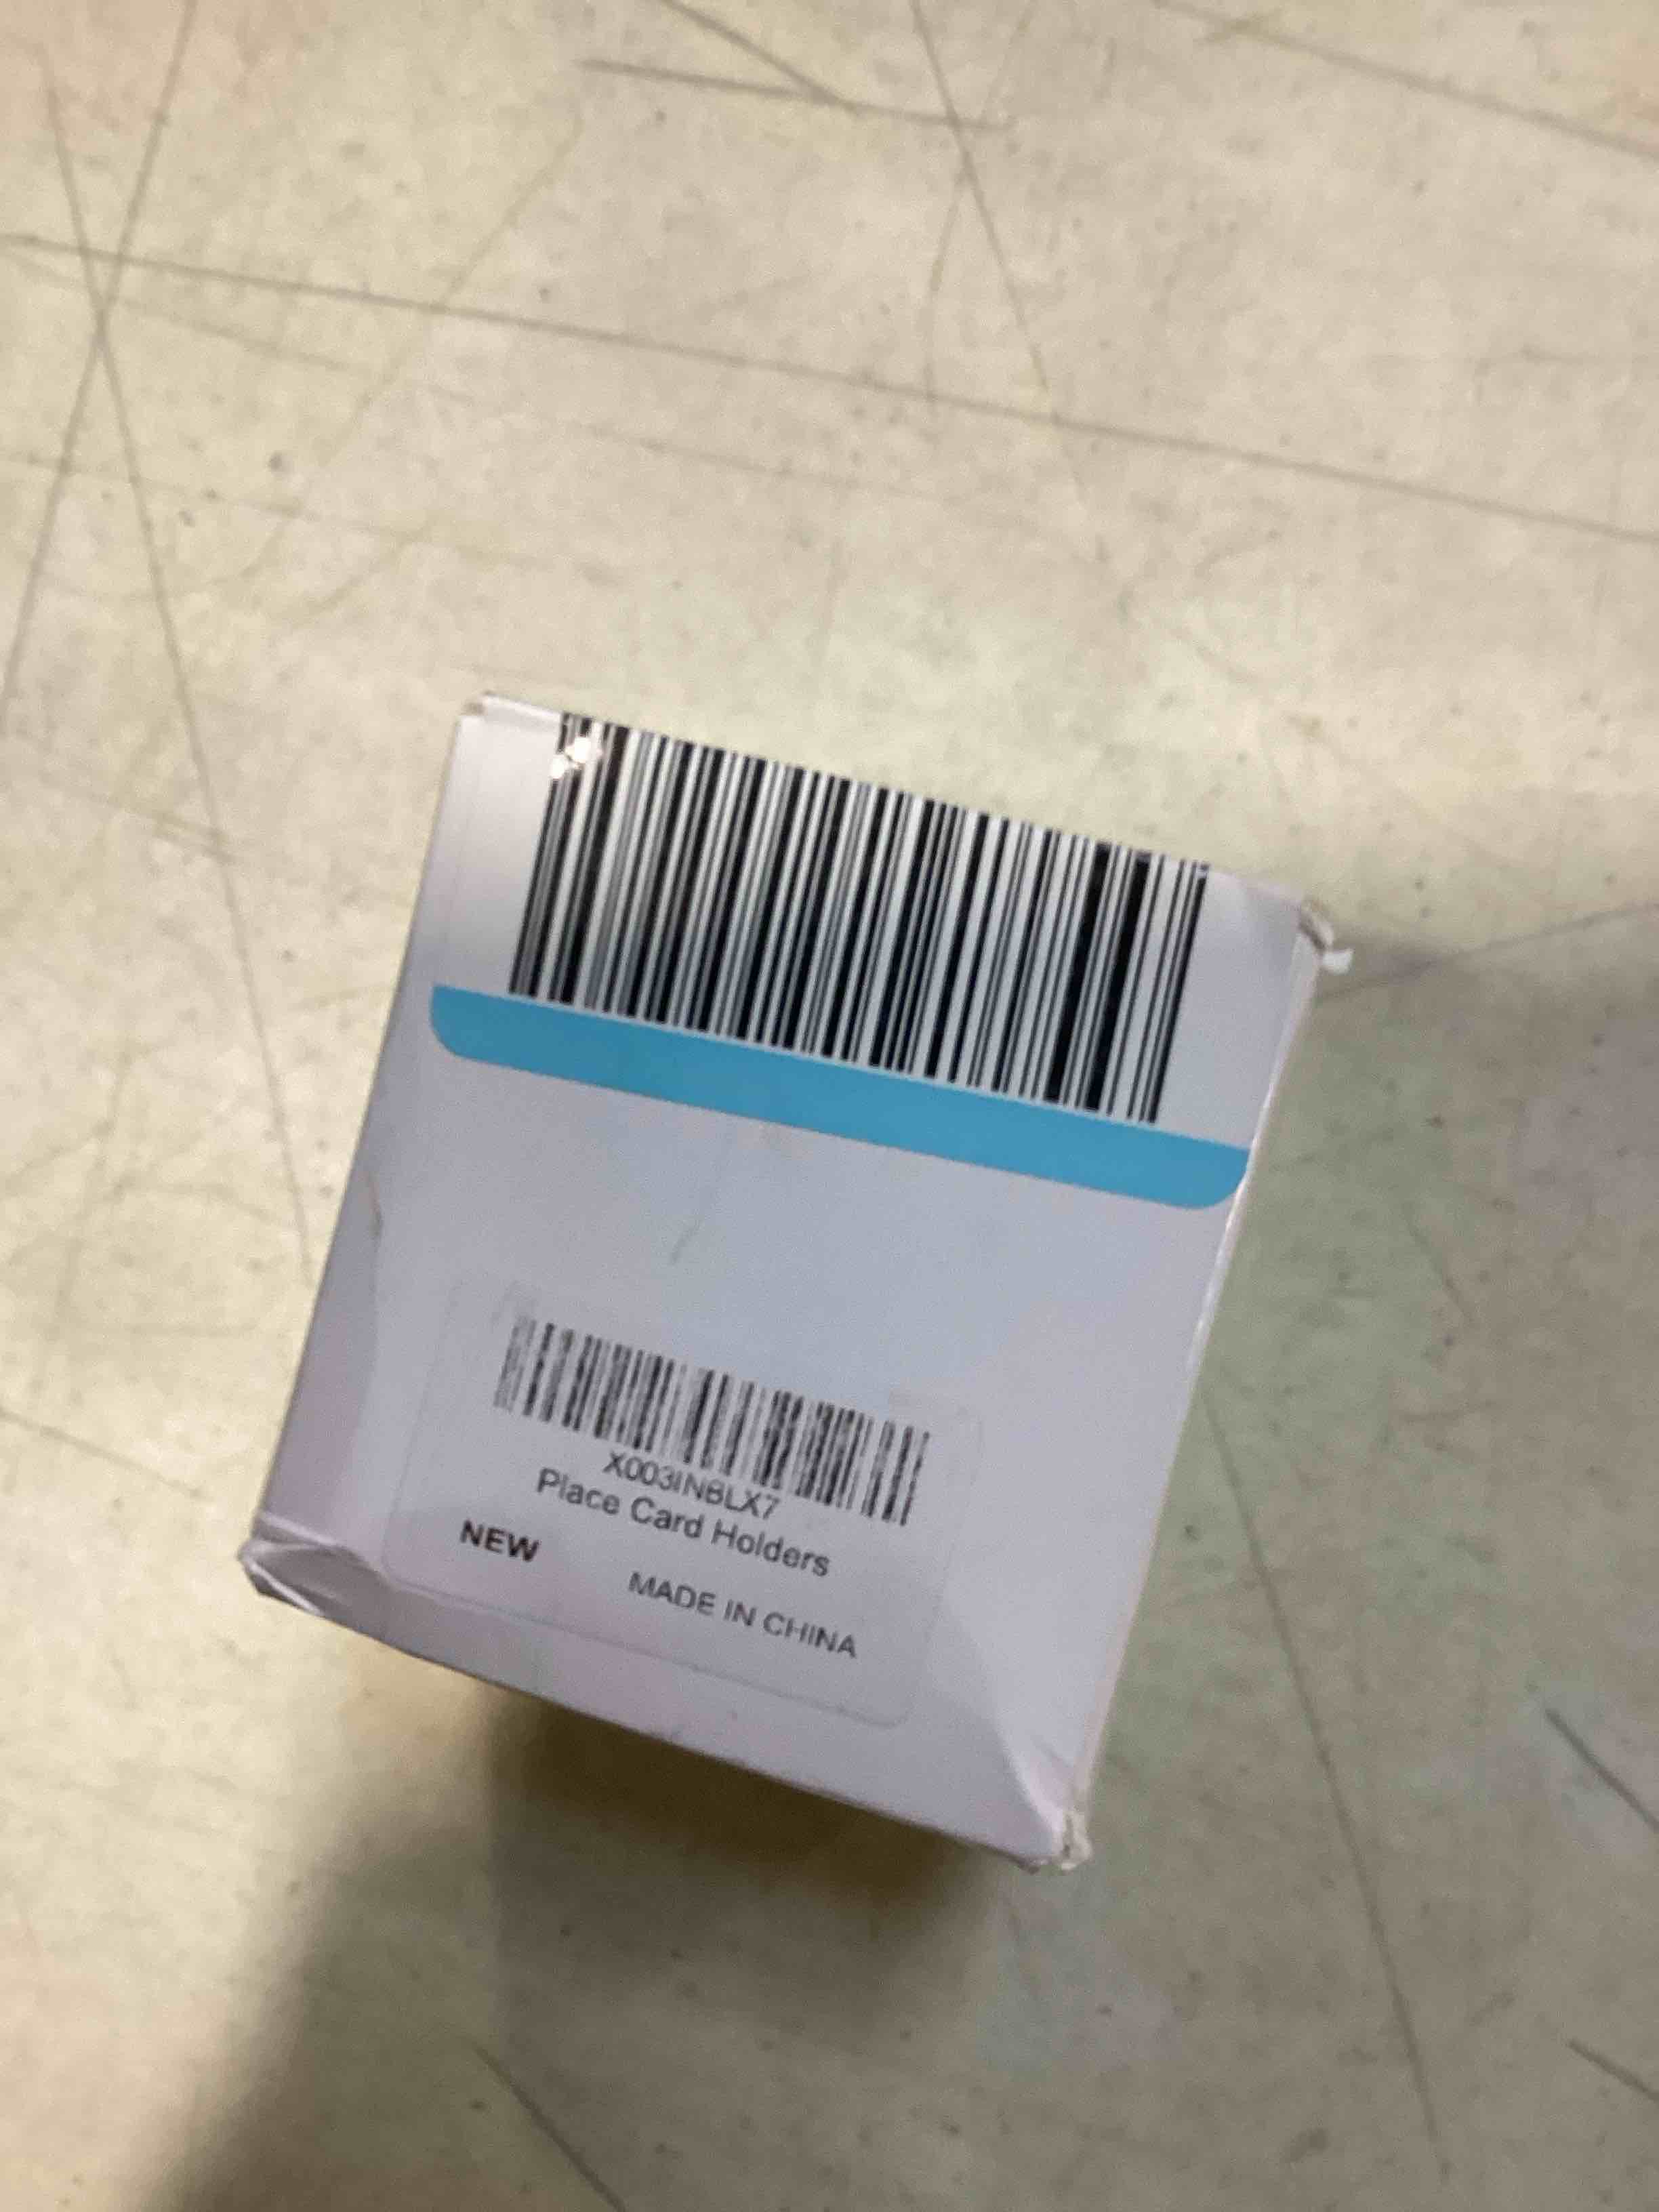 X003INBLX7
Place Card Holders
NEW
MADE IN CHINA